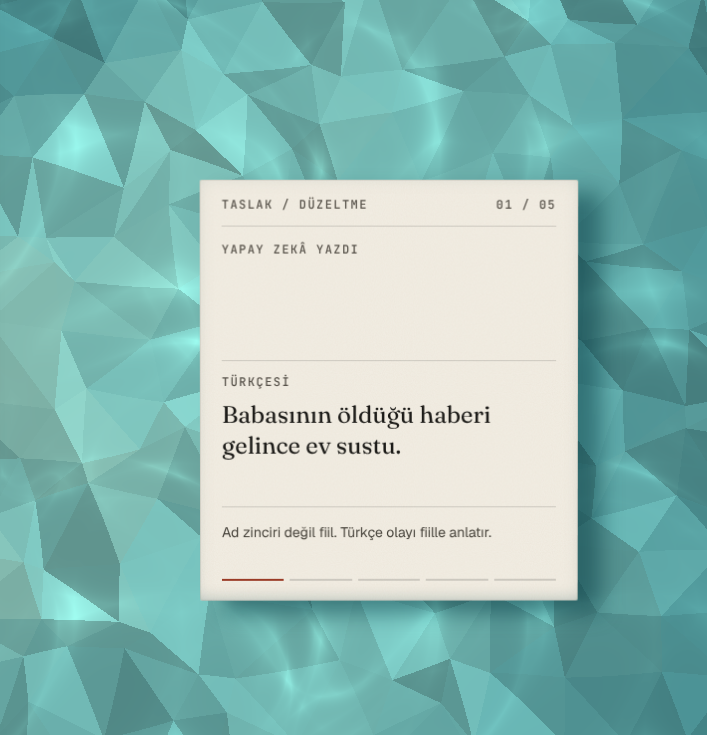 TASLAK / DÜZELTME 01 / 05
YAPAY ZEKÂ YAZDI
TÜRKÇESİ
Babasının öldüğü haberi
gelince ev sustu.
Ad zinciri değil fiil. Türkçe olayı fiille anlatır.